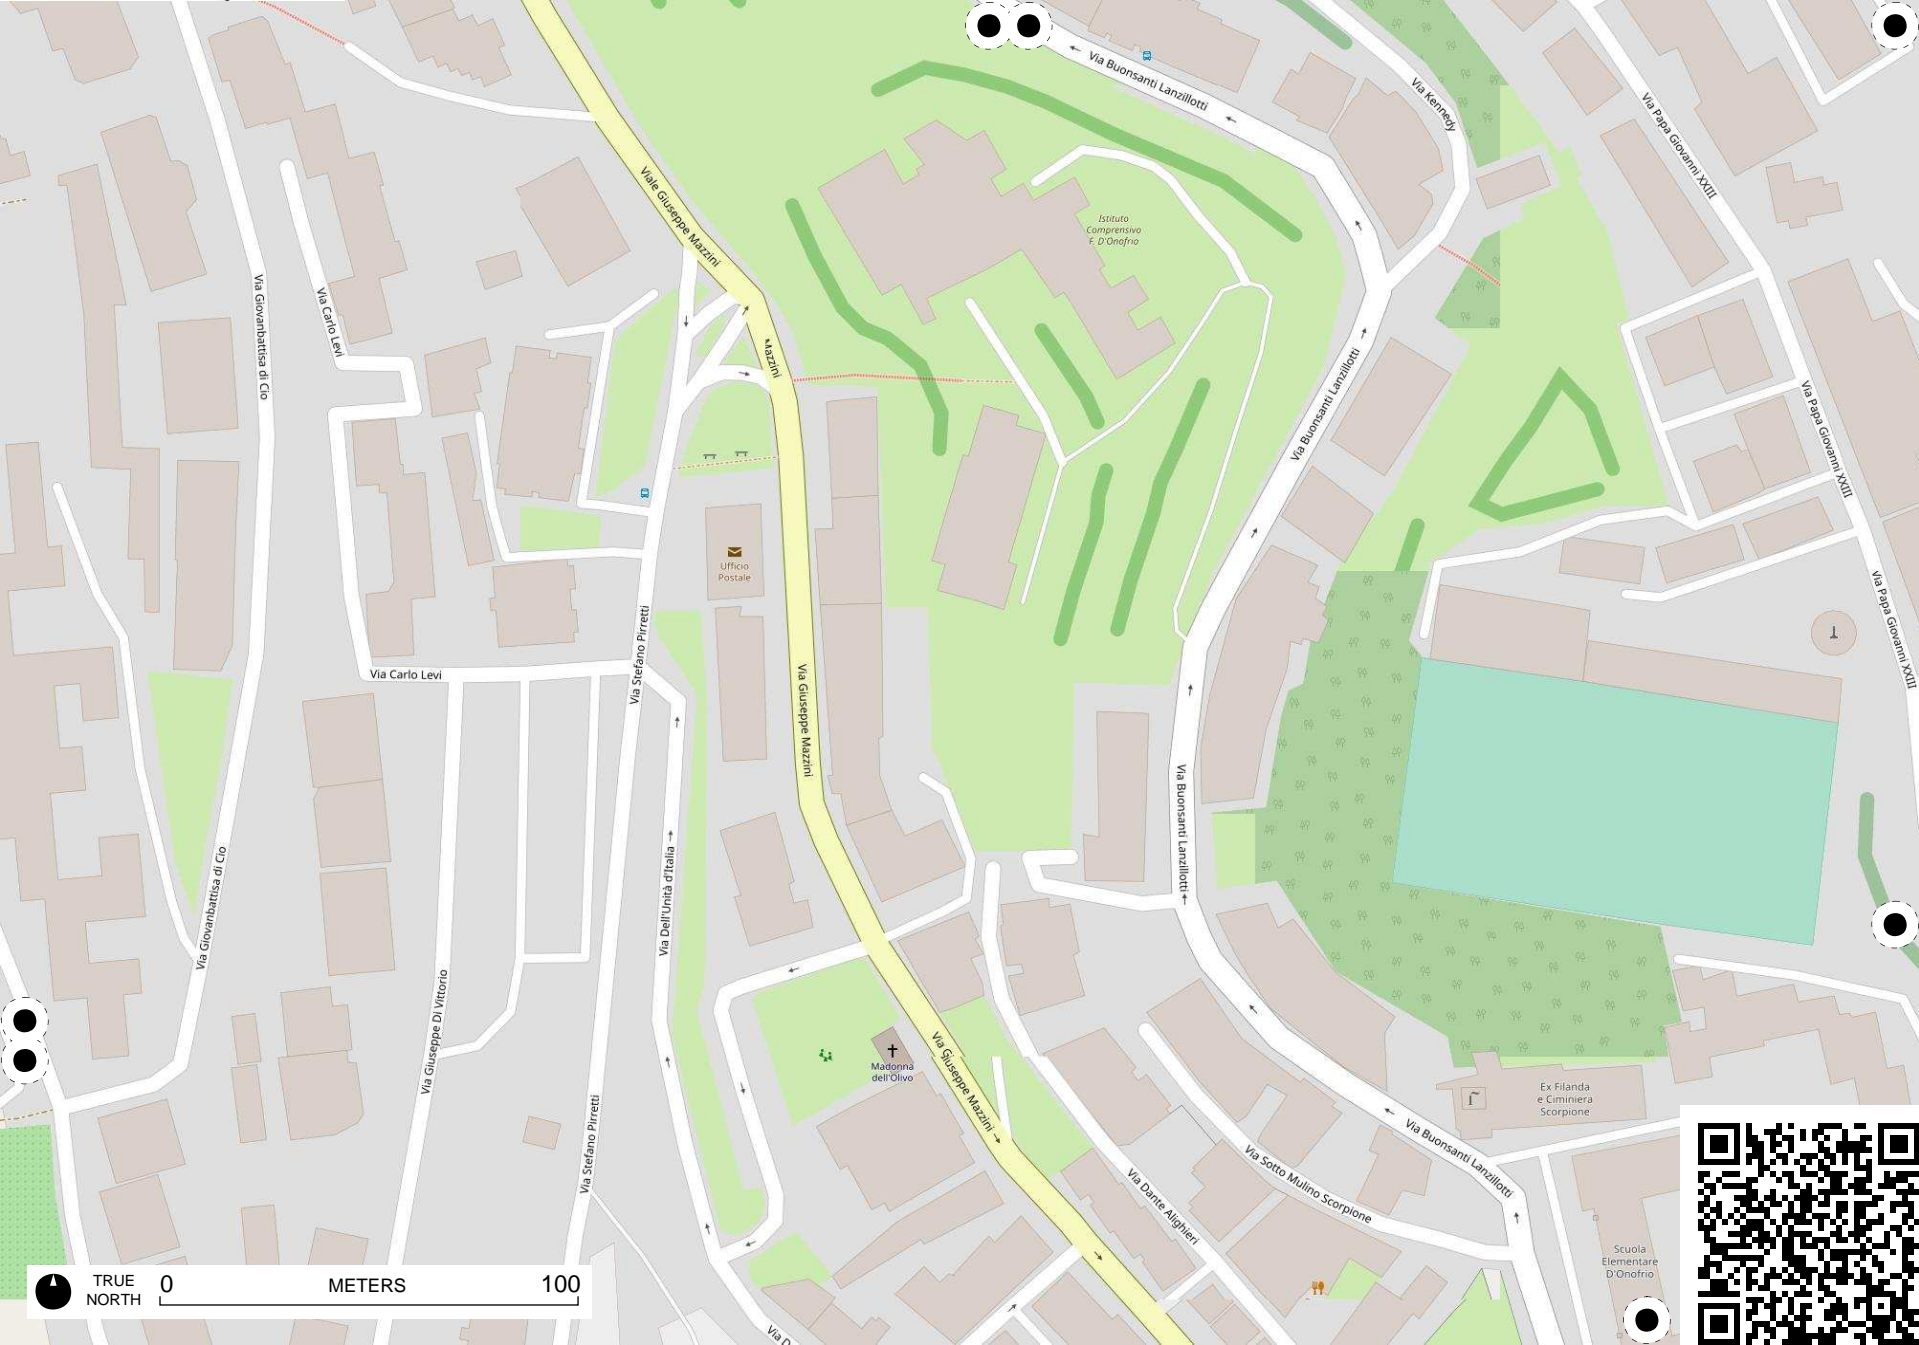 Via Buonsanti Lanzillotti
Via Kennedy
Via Papa Giovanni XXIII
Viale Giuseppe Mazzini
Istituto
Comprensivo
F. D'Onofrio
Via Giovanbattisa di Cio
Via Carlo Levi
Mazzini
Via Buonsanti Lanzillotti
Via Papa Giovanni XXIII
Ufficio
Postale
Via Papa Giovanni XXIII
Via Stefano Pirretti
Via Carlo Levi
Via Giuseppe Mazzini
Via Buonsanti Lanzillotti
Via Giovanbattisa di Cio
Via Dell'Unità d'Italia
Via Giuseppe Di Vittorio
Madonna
dell'Olivo
Via Giuseppe Mazzini
Ex Filanda
e Ciminiera
Scorpione
Via Stefano Pirretti
Via Buonsanti Lanzillotti
Via Sotto Mulino Scorpione
Via Dante Alighieri
Scuola
Elementare
D'Onofrio
Via D
TRUE
NORTH
0 METERS 100